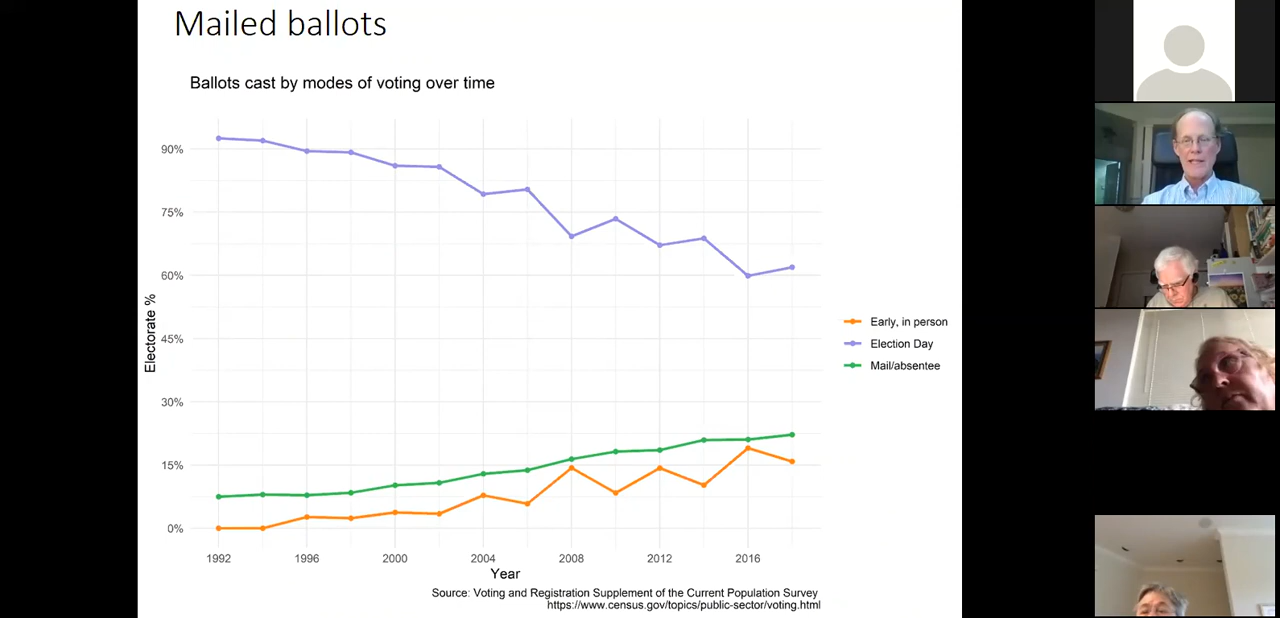 Mailed ballots
Ballots cast by modes of voting over time
90%
75%
60%
45%
30%
15%
0%
Electorate %
1992
1996
2000
2004
2008
2012
2016
Year
Early, in person
Election Day
Mail/absentee
Source: Voting and Registration Supplement of the Current Population Survey
https://www.census.gov/topics/public-sector/voting.html